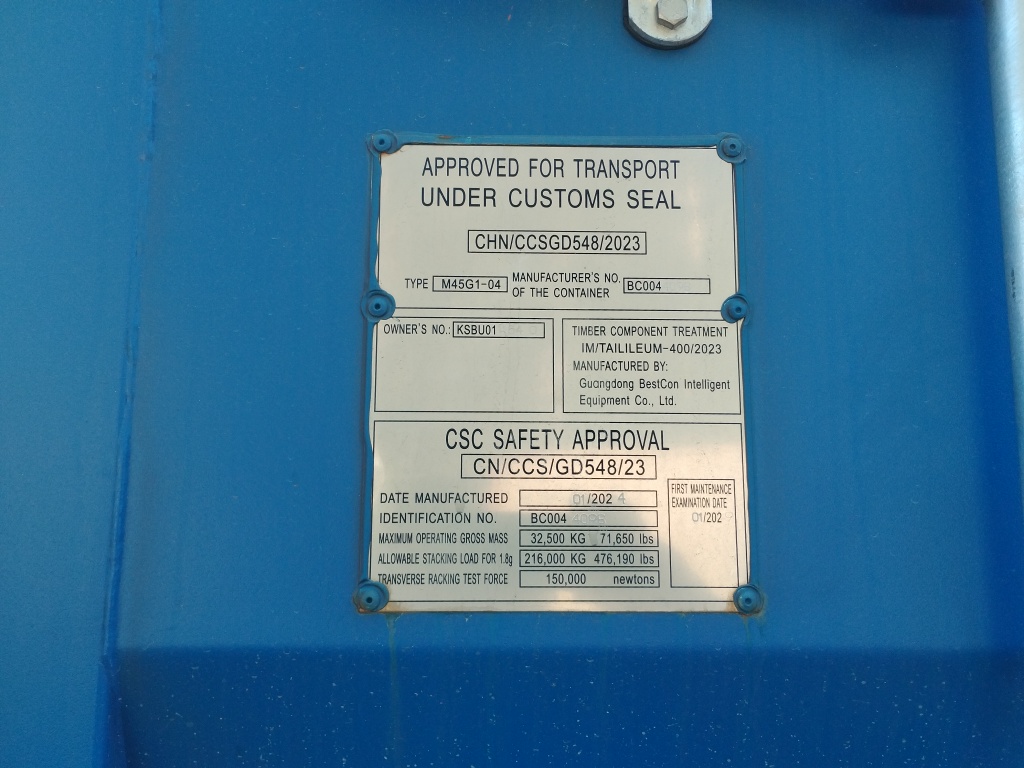 APPROVED FOR TRANSPORT
UNDER CUSTOMS SEAL
CHN/CCSGD548/2023
TYPE M45G1-04 MANUFACTURER'S NO. OF THE CONTAINER BC004
OWNER'S NO.: KSBU01
TIMBER COMPONENT TREATMENT
IM/TAILILEUM-400/2023
MANUFACTURED BY:
Guangdong BestCon Intelligent
Equipment Co., Ltd.
CSC SAFETY APPROVAL
CN/CCS/GD548/23
DATE MANUFACTURED 01/2024
IDENTIFICATION NO. BC004
MAXIMUM OPERATING GROSS MASS 32,500 KG 71,650 lbs
ALLOWABLE STACKING LOAD FOR 1.8g 216,000 KG 476,190 lbs
TRANSVERSE RACKING TEST FORCE 150,000 newtons
FIRST MAINTENANCE
EXAMINATION DATE
01/202